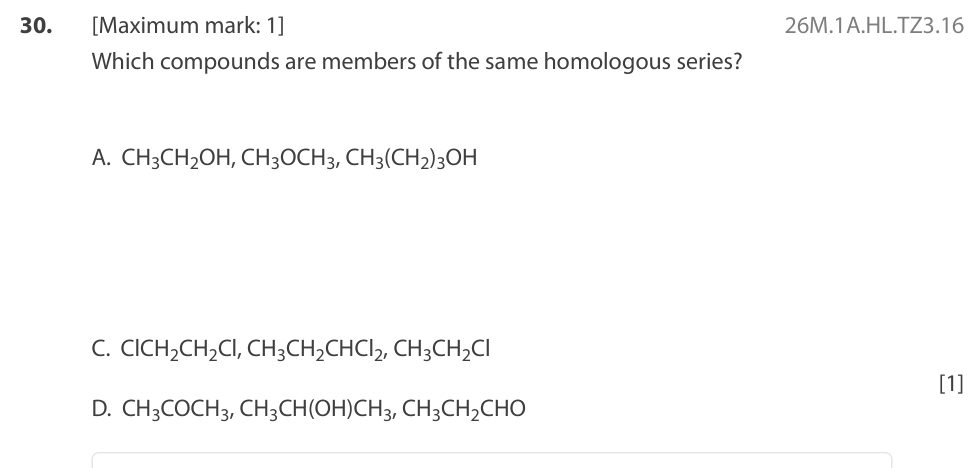 30. [Maximum mark: 1] 26M.1A.HL.TZ3.16
Which compounds are members of the same homologous series?
A. CH₃CH₂OH, CH₃OCH₃, CH₃(CH₂)₃OH
C. ClCH₂CH₂Cl, CH₃CH₂CHCl₂, CH₃CH₂Cl
[1]
D. CH₃COCH₃, CH₃CH(OH)CH₃, CH₃CH₂CHO